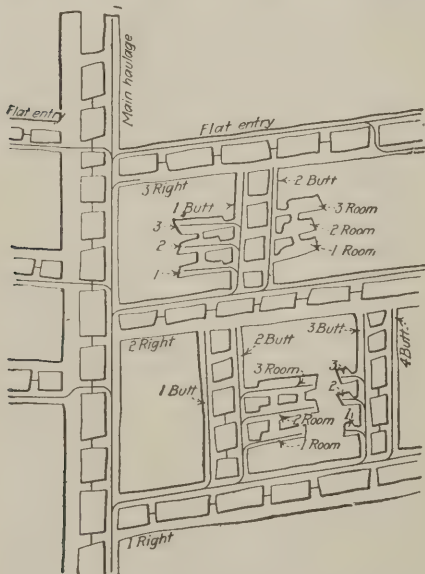 1
Main haulage
Flat entry
Flat entry
3 Right
2 Butt
1 Butt
3 Room
3
2 Room
2
1 Room
1
3 Butt
2 Right
2 Butt
4 Butt
3 Room
3
1 Butt
2
2 Room
1
1 Room
1 Right